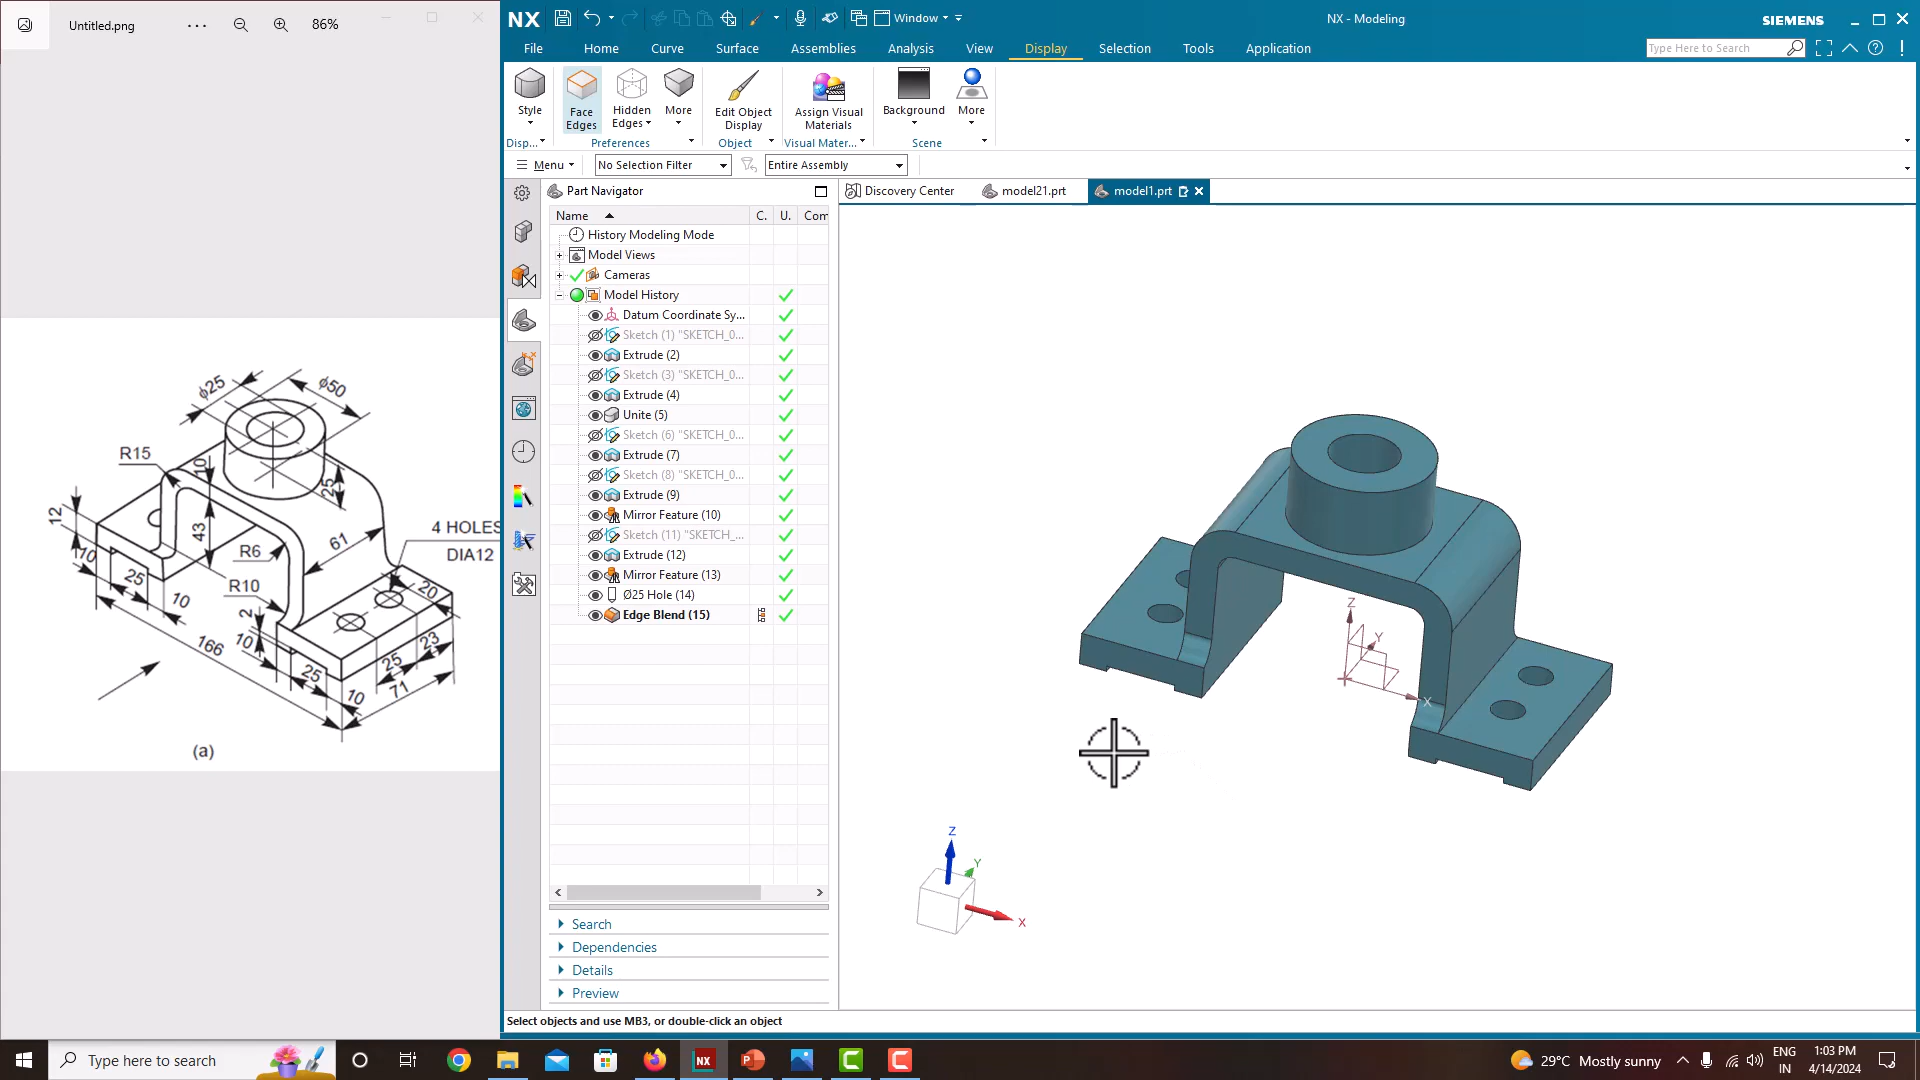 Untitled.png
86%
NX
Window
NX - Modeling
SIEMENS
File
Home
Curve
Surface
Assemblies
Analysis
View
Display
Selection
Tools
Application
Type Here to Search
Style
Face Edges
Hidden Edges
More
Edit Object Display
Assign Visual Materials
Background
More
Disp...
Preferences
Object
Visual Mater...
Scene
Menu
No Selection Filter
Entire Assembly
Part Navigator
Discovery Center
model21.prt
model1.prt
Name
C.
U.
Com
History Modeling Mode
Model Views
Cameras
Model History
Datum Coordinate Sy...
Sketch (1) "SKETCH_0...
Extrude (2)
Sketch (3) "SKETCH_0...
Extrude (4)
Unite (5)
Sketch (6) "SKETCH_0...
Extrude (7)
Sketch (8) "SKETCH_0...
Extrude (9)
Mirror Feature (10)
Sketch (11) "SKETCH_...
Extrude (12)
Mirror Feature (13)
Ø25 Hole (14)
Edge Blend (15)
Search
Dependencies
Details
Preview
ϕ25
ϕ50
R15
10
25
12
43
4 HOLES
DIA12
10
R6
61
25
R10
20
10
2
166
10
23
25
25
71
10
(a)
Z
Y
X
Z
Y
X
Select objects and use MB3, or double-click an object
Type here to search
NX
29°C Mostly sunny
ENG
IN
1:03 PM
4/14/2024